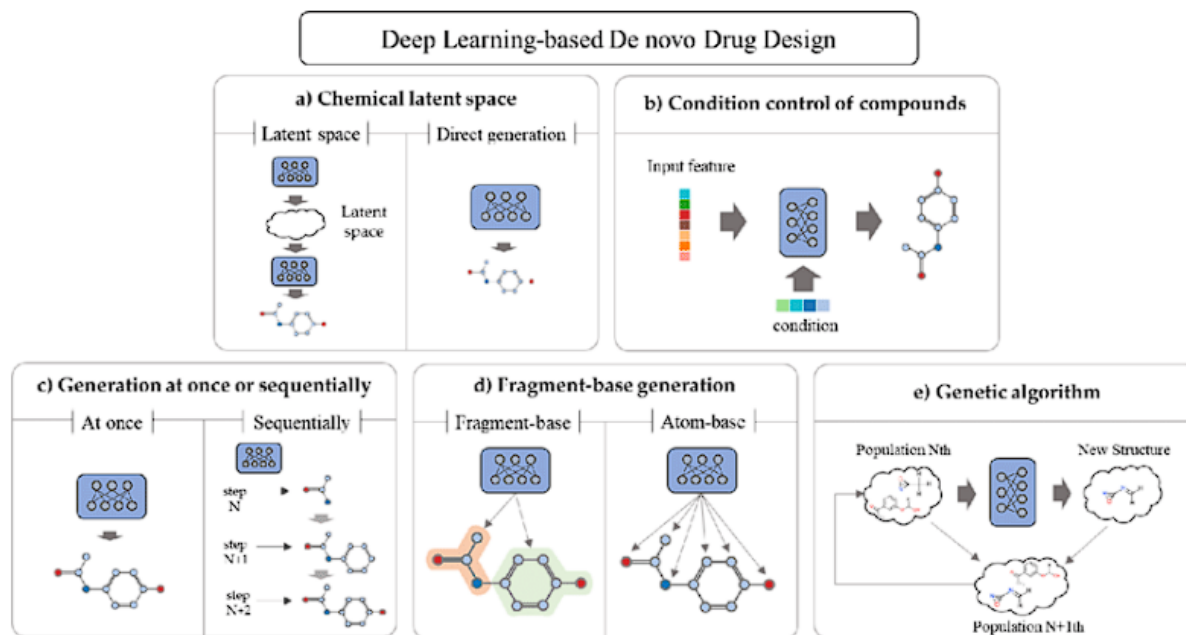 Deep Learning-based De novo Drug Design
a) Chemical latent space
Latent space
Direct generation
Latent
space
b) Condition control of compounds
Input feature
condition
c) Generation at once or sequentially
At once
Sequentially
step
N
step
N+1
step
N+2
d) Fragment-base generation
Fragment-base
Atom-base
e) Genetic algorithm
Population Nth
New Structure
Population N+1th